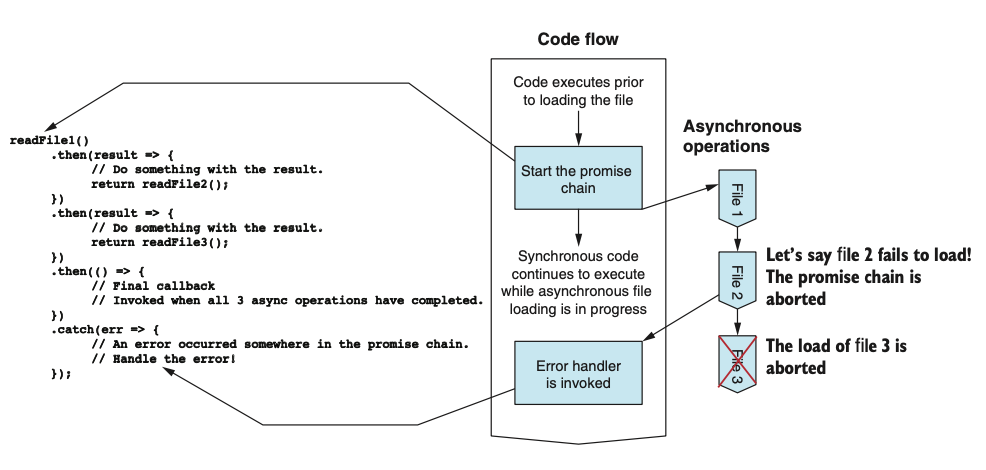 Code flow
Code executes prior
to loading the file
Start the promise
chain
Synchronous code
continues to execute
while asynchronous file
loading is in progress
Error handler
is invoked
readFile1()
.then(result => {
// Do something with the result.
return readFile2();
})
.then(result => {
// Do something with the result.
return readFile3();
})
.then(() => {
// Final callback
// Invoked when all 3 async operations have completed.
})
.catch(err => {
// An error occurred somewhere in the promise chain.
// Handle the error!
});
Asynchronous
operations
File 1
File 2
File 3
Let's say file 2 fails to load!
The promise chain is
aborted
The load of file 3 is
aborted